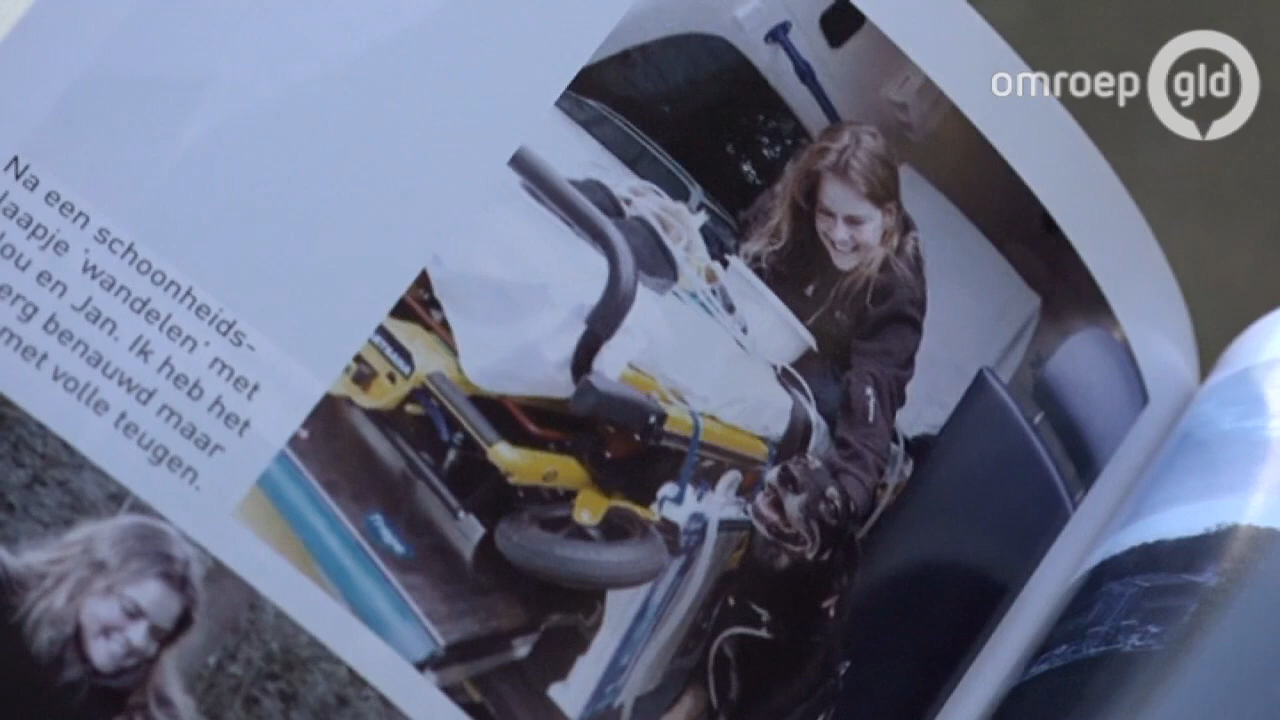 omroep gld
Na een schoonheids-
laapje 'wandelen' met
lou en Jan. Ik heb het
erg benauwd maar
met volle teugen.